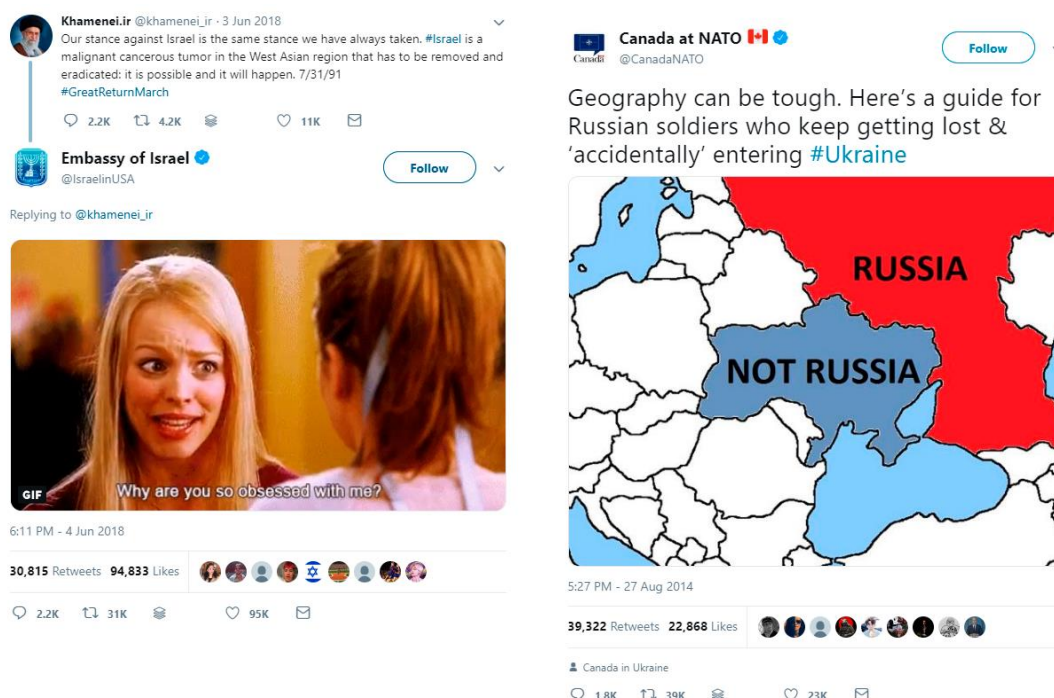 Khamenei.ir @khamenei_ir · 3 Jun 2018
Our stance against Israel is the same stance we have always taken. #Israel is a
malignant cancerous tumor in the West Asian region that has to be removed and
eradicated: it is possible and it will happen. 7/31/91
#GreatReturnMarch
2.2K 4.2K 11K
Embassy of Israel
@IsraelinUSA
Follow
Replying to @khamenei_ir
Why are you so obsessed with me?
GIF
6:11 PM - 4 Jun 2018
30,815 Retweets 94,833 Likes
2.2K 31K 95K
Canada at NATO
@CanadaNATO
Canada
Follow
Geography can be tough. Here’s a guide for
Russian soldiers who keep getting lost &
‘accidentally’ entering #Ukraine
RUSSIA
NOT RUSSIA
5:27 PM - 27 Aug 2014
39,322 Retweets 22,868 Likes
Canada in Ukraine
1.8K 39K 23K